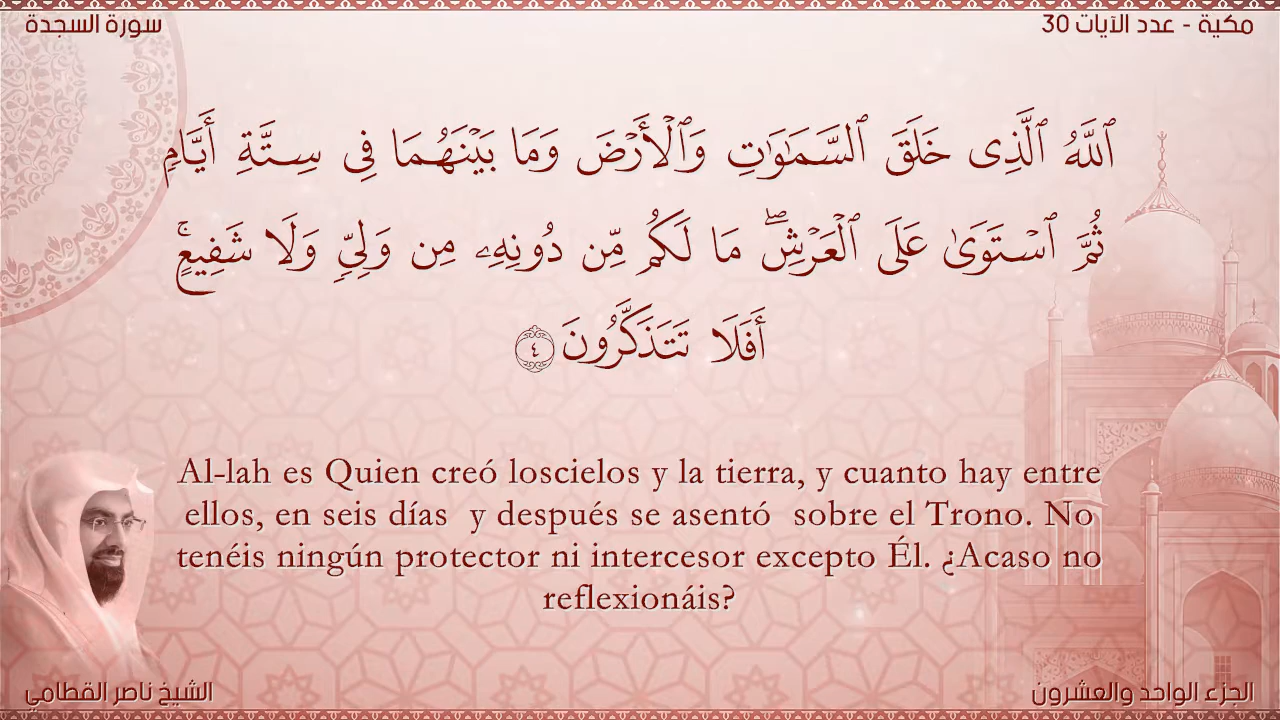 سورة السجدة
مكية - عدد الآيات 30
ٱللَّهُ ٱلَّذِى خَلَقَ ٱلسَّمَـٰوَٰتِ وَٱلْأَرْضَ وَمَا بَيْنَهُمَا فِى سِتَّةِ أَيَّامٍ
ثُمَّ ٱسْتَوَىٰ عَلَى ٱلْعَرْشِ ۖ مَا لَكُم مِّن دُونِهِۦ مِن وَلِىٍّ وَلَا شَفِيعٍ ۚ
أَفَلَا تَتَذَكَّرُونَ ٤
Al-lah es Quien creó loscielos y la tierra, y cuanto hay entre
ellos, en seis días y después se asentó sobre el Trono. No
tenéis ningún protector ni intercesor excepto Él. ¿Acaso no
reflexionáis?
الشيخ ناصر القطامي
الجزء الواحد والعشرون